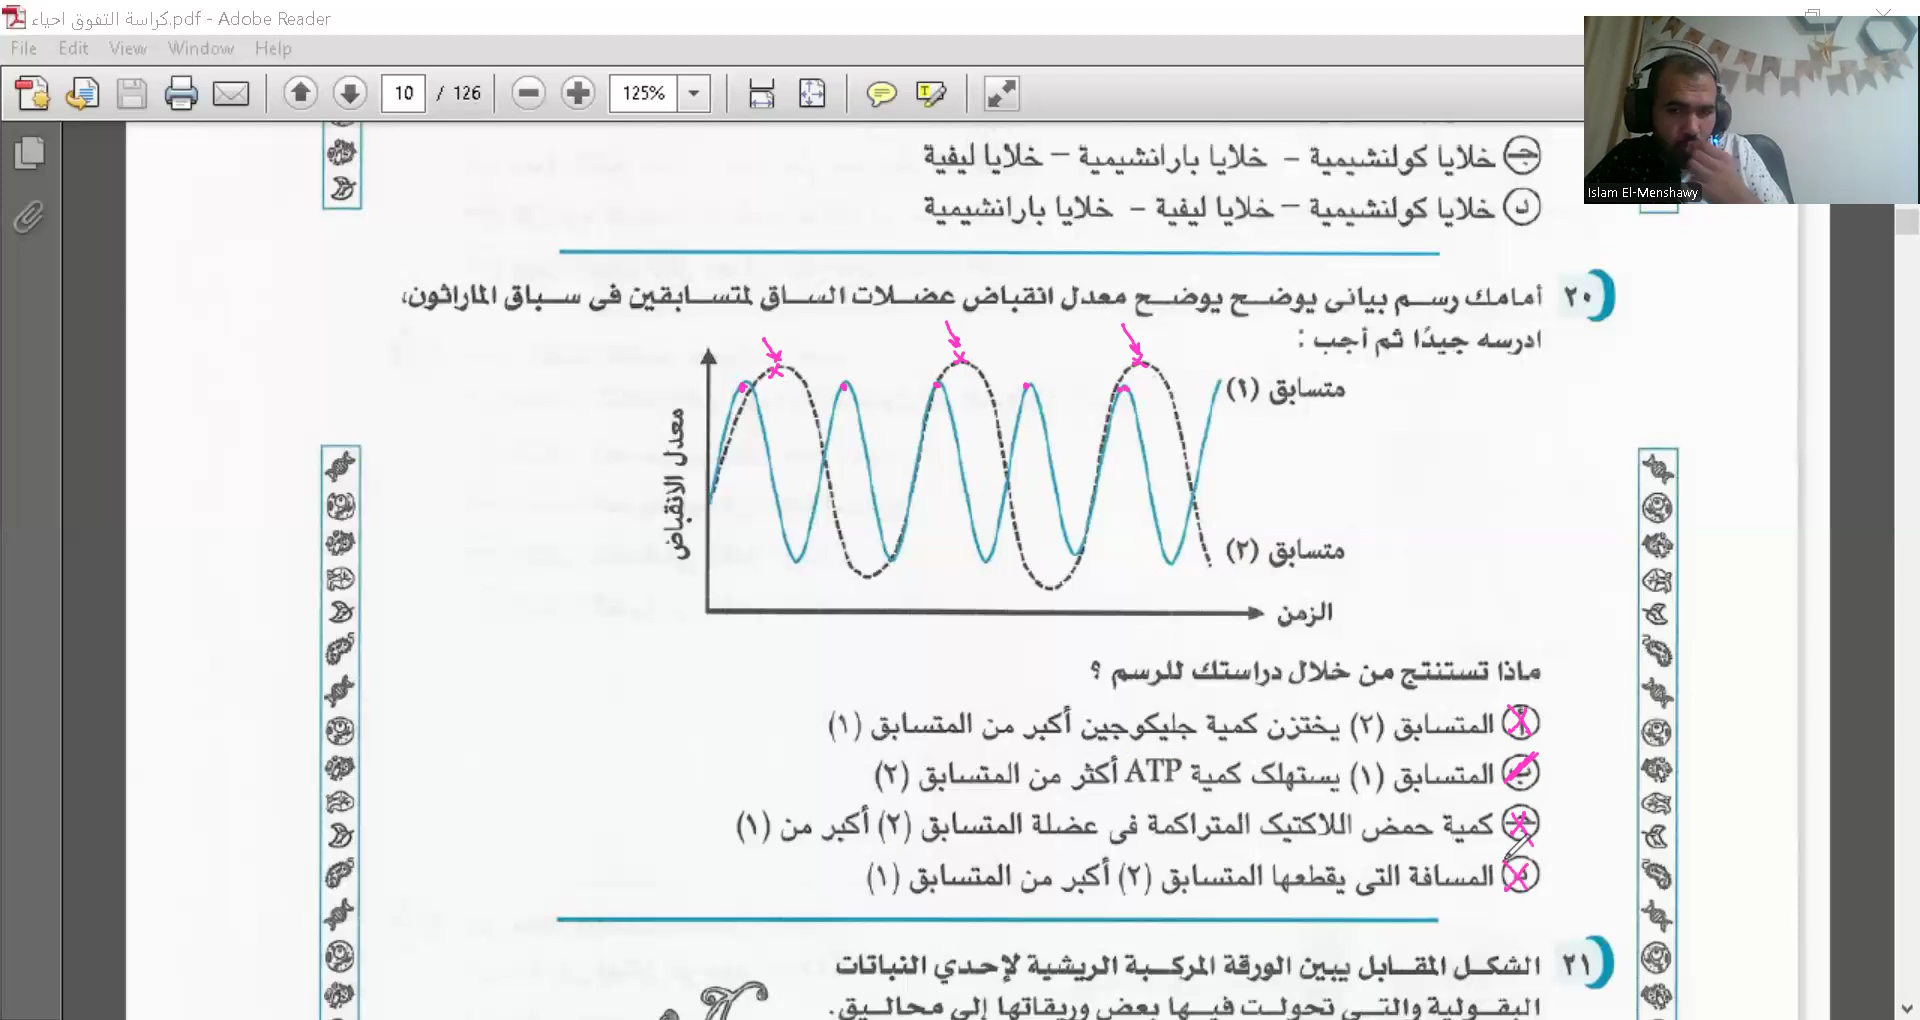 كراسة التفوق احياء.pdf - Adobe Reader
File Edit View Window Help
10 / 126 125%
Islam El-Menshawy
جـ خلايا كولنشيمية - خلايا بارانشيمية - خلايا ليفية
د خلايا كولنشيمية - خلايا ليفية - خلايا بارانشيمية
٢٠ أمامك رسم بيانى يوضح يوضح معدل انقباض عضلات الساق لمتسابقين فى سباق الماراثون،
ادرسه جيدًا ثم أجب :
متسابق (١)
معدل الانقباض
متسابق (٢)
الزمن
ماذا تستنتج من خلال دراستك للرسم ؟
أ المتسابق (٢) يختزن كمية جليكوجين أكبر من المتسابق (١)
ب المتسابق (١) يستهلك كمية ATP أكثر من المتسابق (٢)
جـ كمية حمض اللاكتيك المتراكمة فى عضلة المتسابق (٢) أكبر من (١)
د المسافة التى يقطعها المتسابق (٢) أكبر من المتسابق (١)
٢١ الشكل المقابل يبين الورقة المركبة الريشية لإحدي النباتات
البقولية والتى تحولت فيها بعض وريقاتها إلى محاليق.